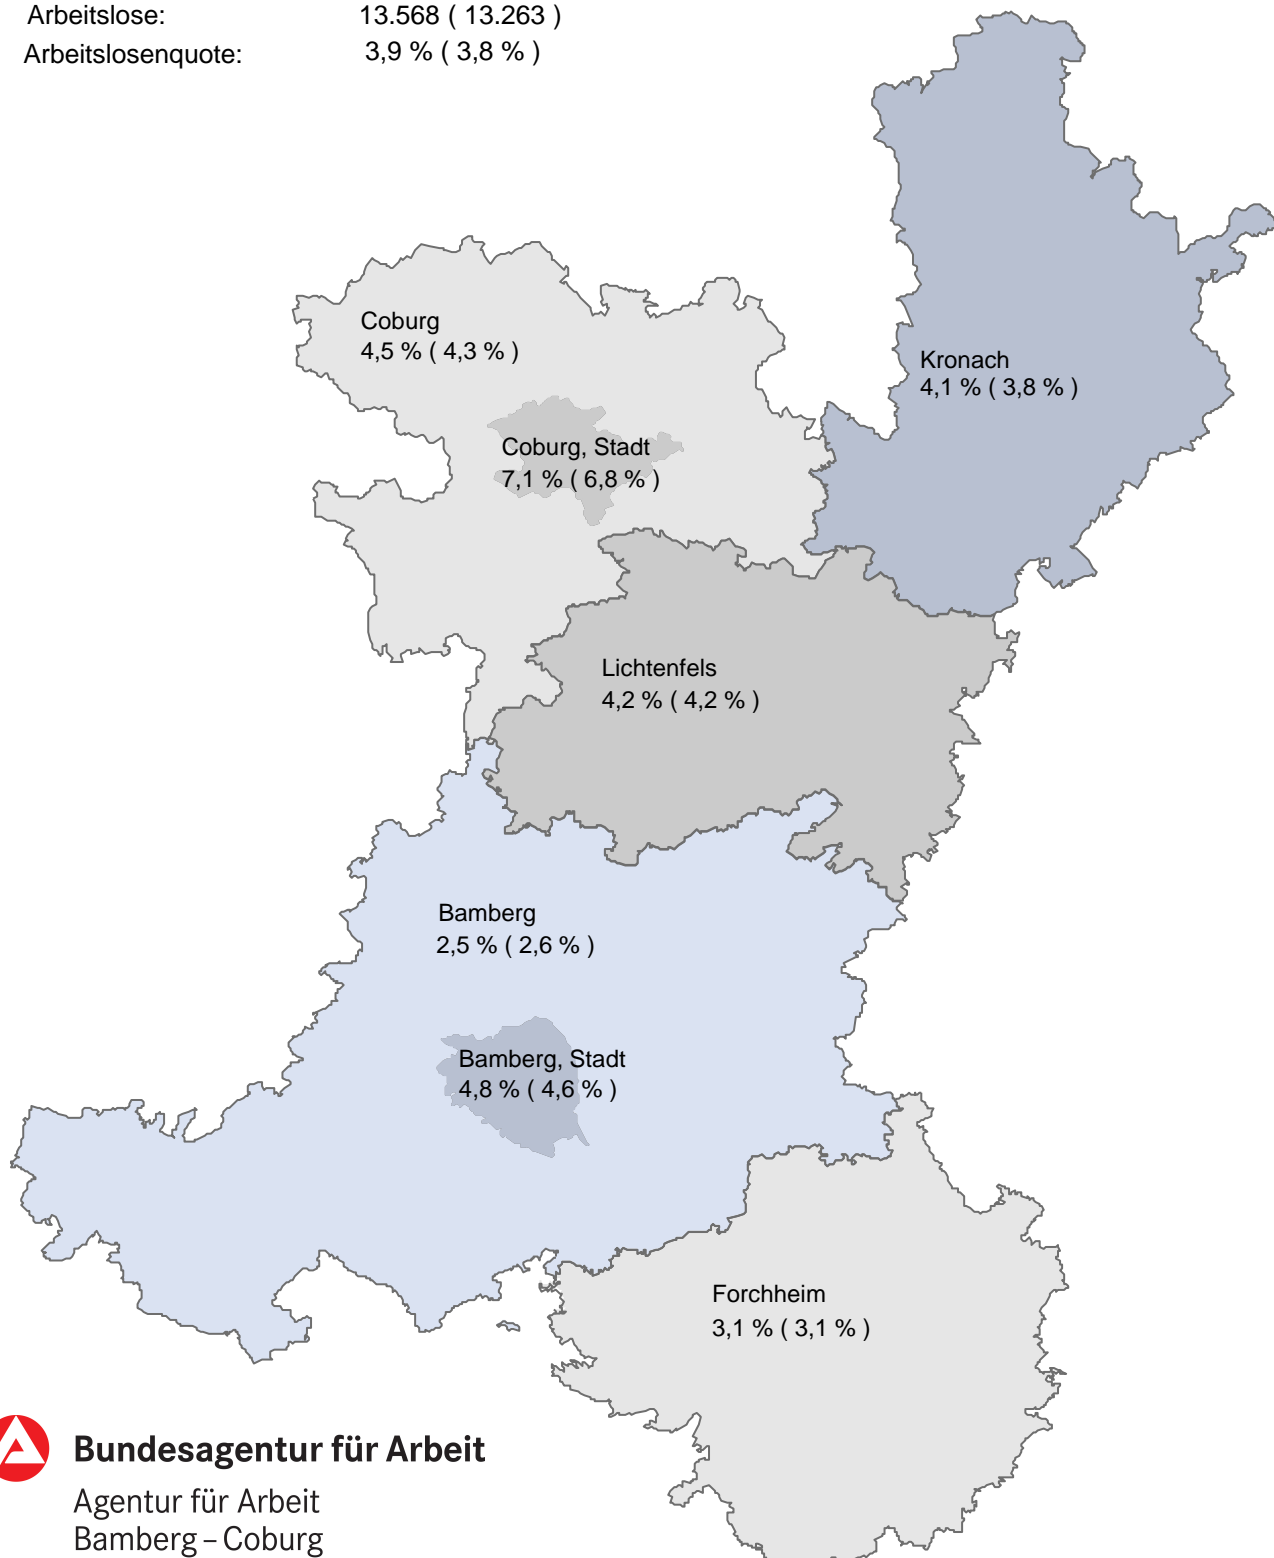 Arbeitslose: 13.568 ( 13.263 )
Arbeitslosenquote: 3,9 % ( 3,8 % )
Coburg
4,5 % ( 4,3 % )
Kronach
4,1 % ( 3,8 % )
Coburg, Stadt
7,1 % ( 6,8 % )
Lichtenfels
4,2 % ( 4,2 % )
Bamberg
2,5 % ( 2,6 % )
Bamberg, Stadt
4,8 % ( 4,6 % )
Forchheim
3,1 % ( 3,1 % )
Bundesagentur für Arbeit
Agentur für Arbeit
Bamberg – Coburg